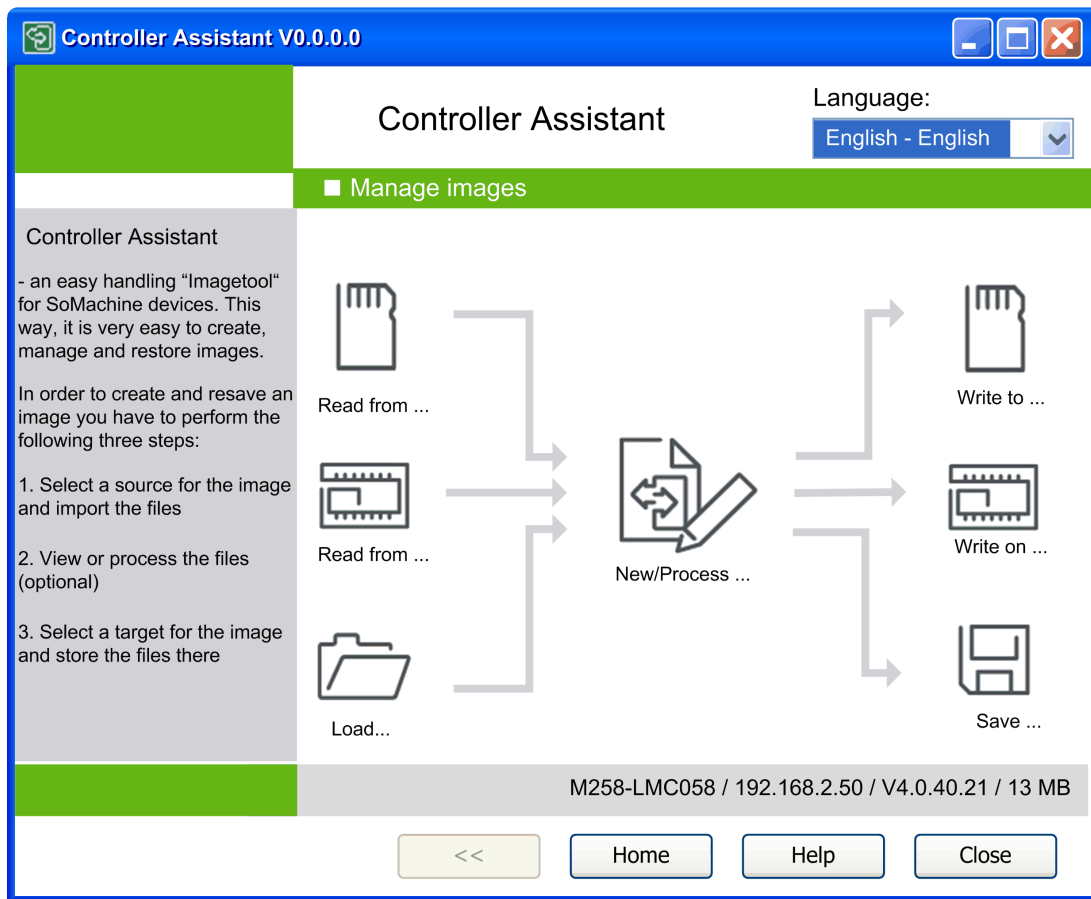 Controller Assistant V0.0.0.0
Controller Assistant
Language:
English - English
Manage images
Controller Assistant
- an easy handling “Imagetool“
for SoMachine devices. This
way, it is very easy to create,
manage and restore images.
In order to create and resave an
image you have to perform the
following three steps:
1. Select a source for the image
and import the files
2. View or process the files
(optional)
3. Select a target for the image
and store the files there
Read from ...
Read from ...
Load...
New/Process ...
Write to ...
Write on ...
Save ...
M258-LMC058 / 192.168.2.50 / V4.0.40.21 / 13 MB
<<
Home
Help
Close